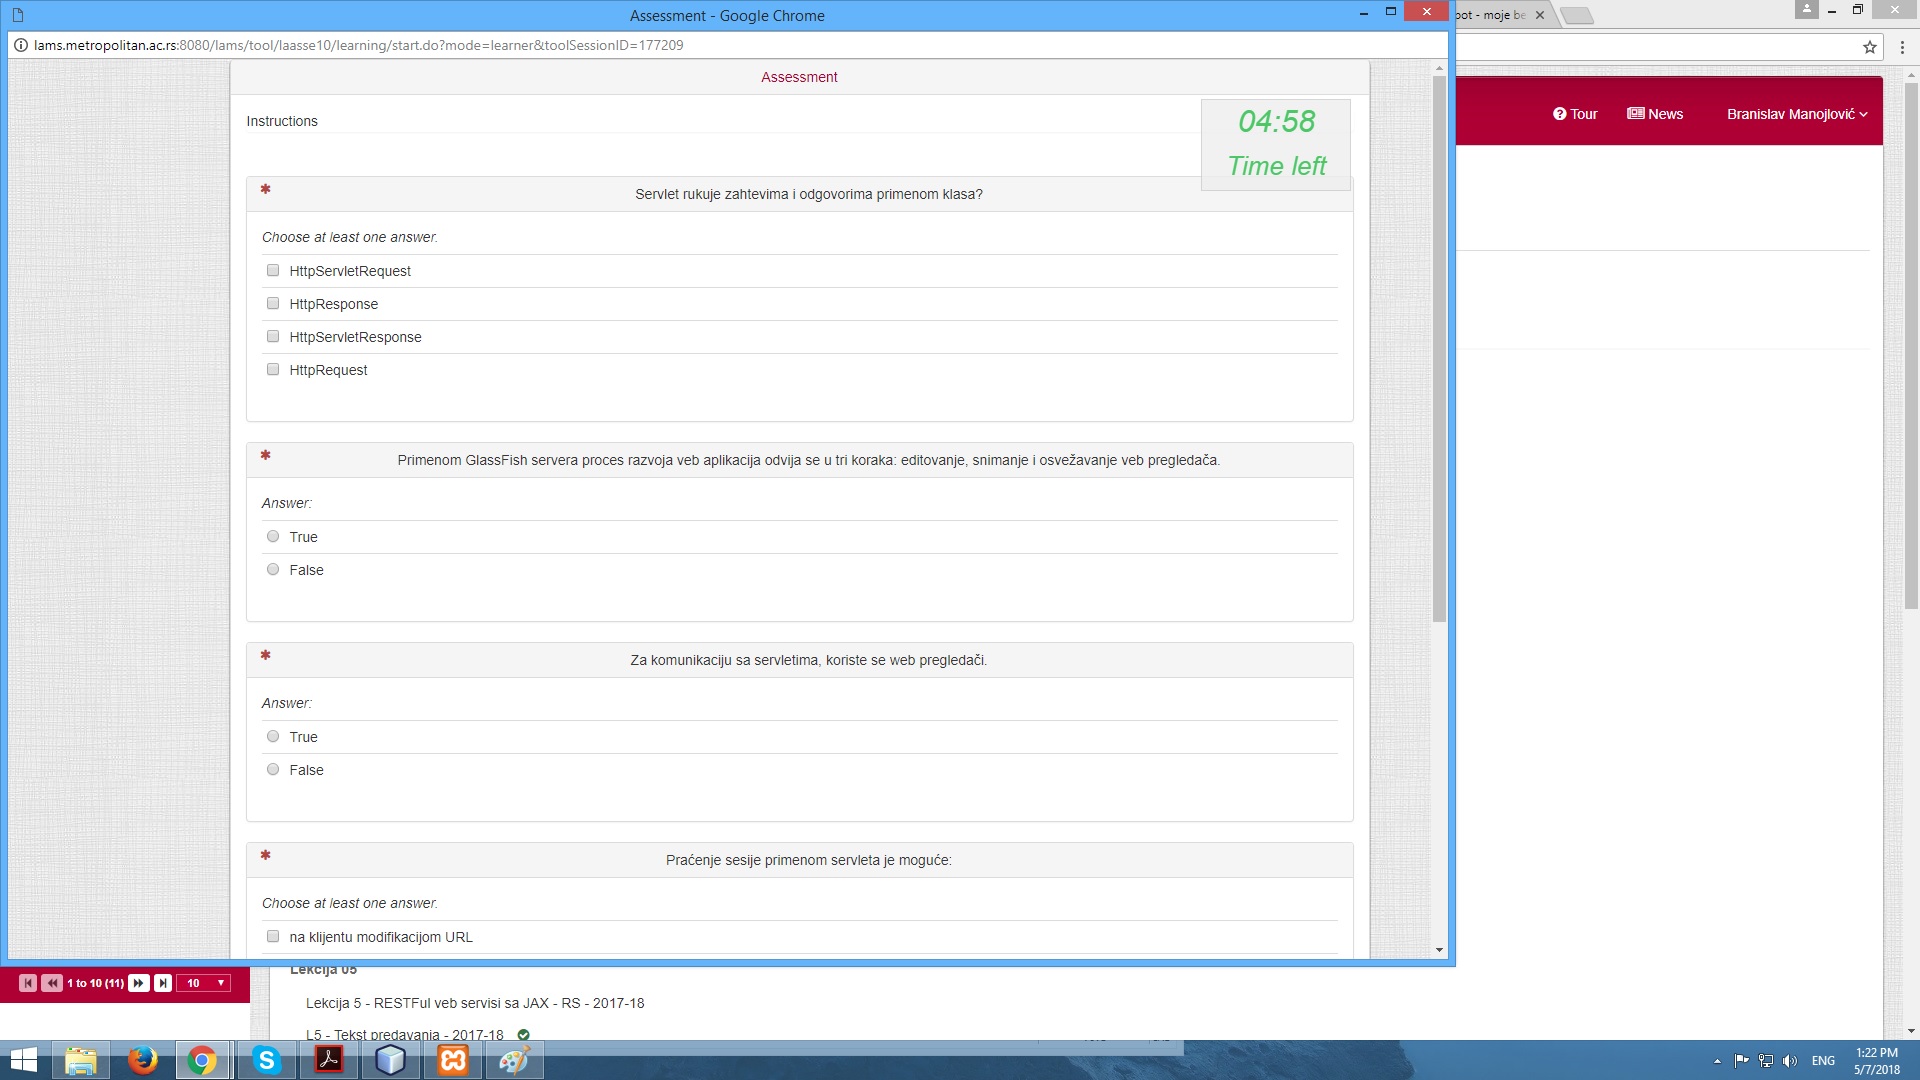 Assessment - Google Chrome
lams.metropolitan.ac.rs:8080/lams/tool/laasse10/learning/start.do?mode=learner&toolSessionID=177209
Assessment
Instructions
04:58
Time left
Servlet rukuje zahtevima i odgovorima primenom klasa?
Choose at least one answer.
HttpServletRequest
HttpResponse
HttpServletResponse
HttpRequest
Primenom GlassFish servera proces razvoja veb aplikacija odvija se u tri koraka: editovanje, snimanje i osvežavanje veb pregledača.
Answer:
True
False
Za komunikaciju sa servletima, koriste se web pregledači.
Answer:
True
False
Praćenje sesije primenom servleta je moguće:
Choose at least one answer.
na klijentu modifikacijom URL
moje
Tour News Branislav Manojlović
Lekcija 05
1 to 10 (11) 10
Lekcija 5 - RESTFul veb servisi sa JAX - RS - 2017-18
L5 - Tekst predavanja - 2017-18
ENG
1:22 PM
5/7/2018